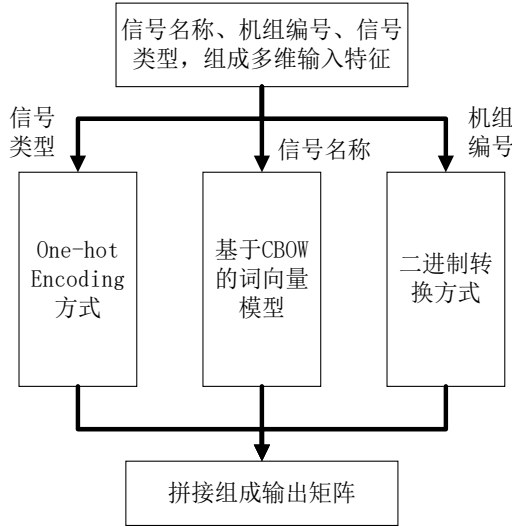 信号名称、机组编号、信号
类型，组成多维输入特征
信号
类型
信号名称
机组
编号
One-hot
Encoding
方式
基于CBOW
的词向量
模型
二进制转
换方式
拼接组成输出矩阵